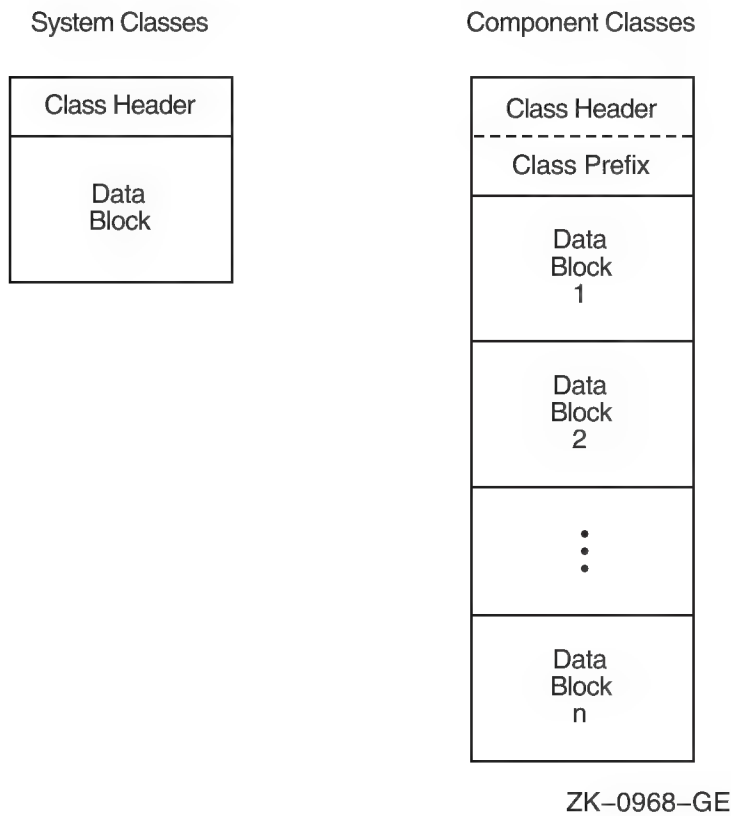 System Classes
Class Header
Data
Block
Component Classes
Class Header
Class Prefix
Data
Block
1
Data
Block
2
Data
Block
n
ZK–0968–GE